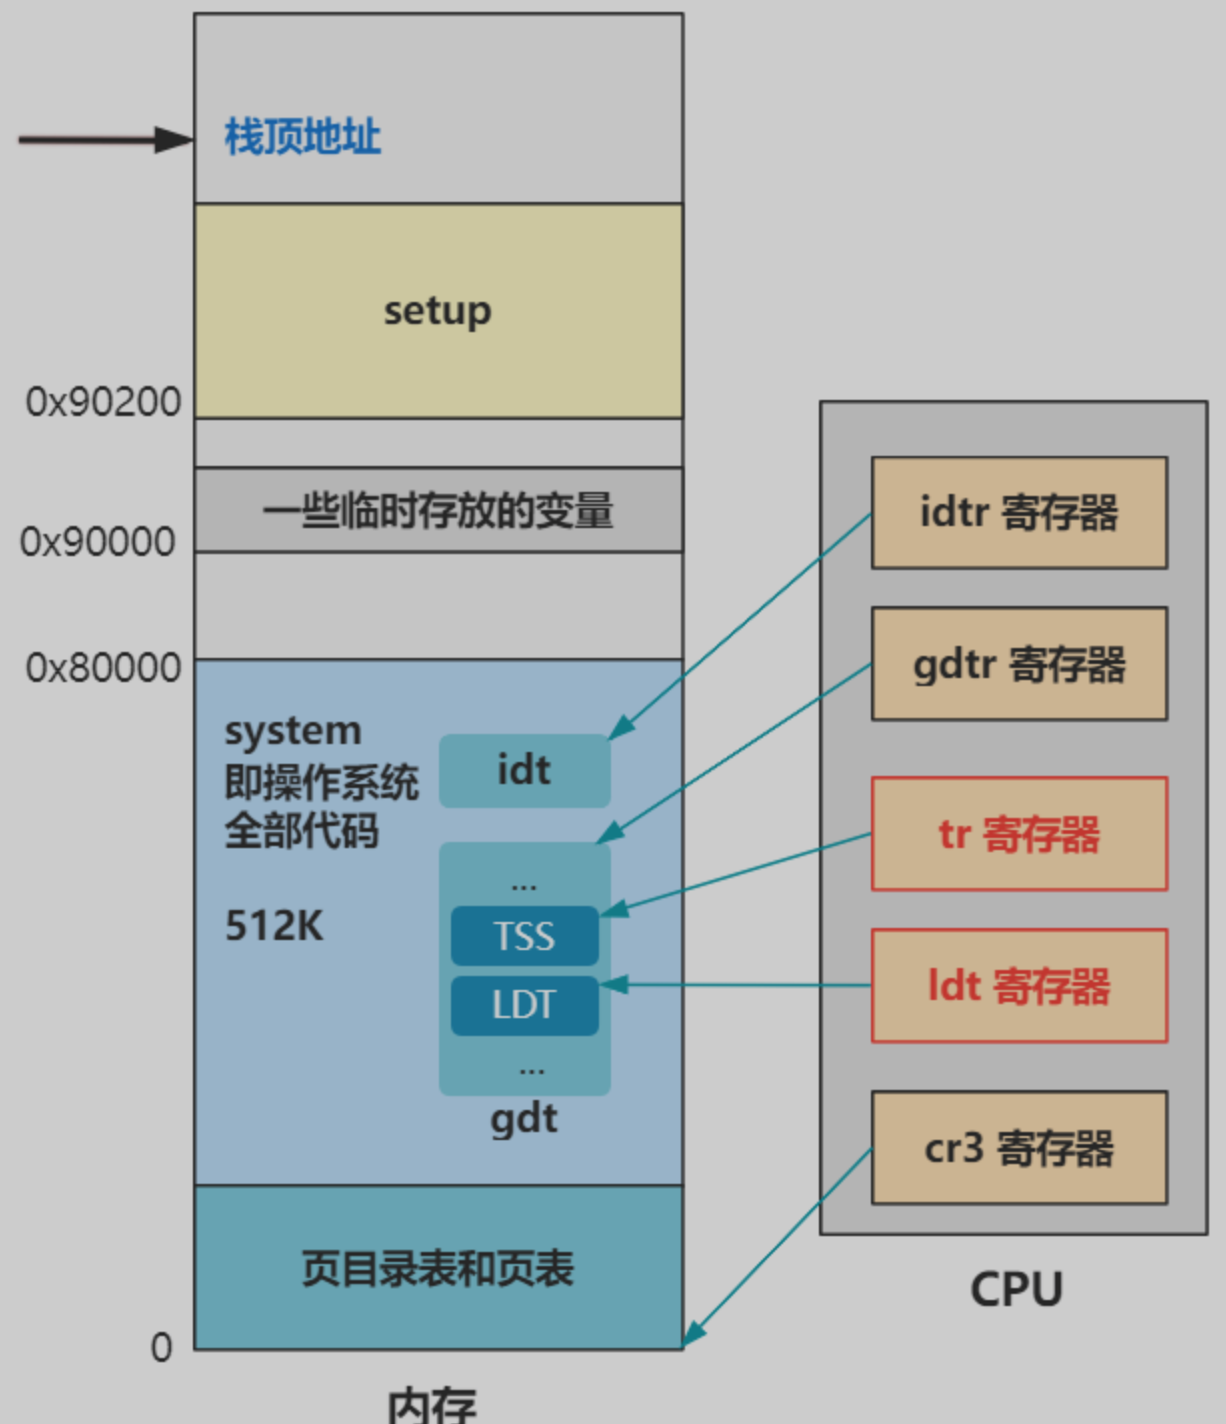 栈顶地址
setup
0x90200
一些临时存放的变量
0x90000
0x80000
system
即操作系统
全部代码
512K
idt
...
TSS
LDT
...
gdt
页目录表和页表
0
内存
idtr 寄存器
gdtr 寄存器
tr 寄存器
ldt 寄存器
cr3 寄存器
CPU